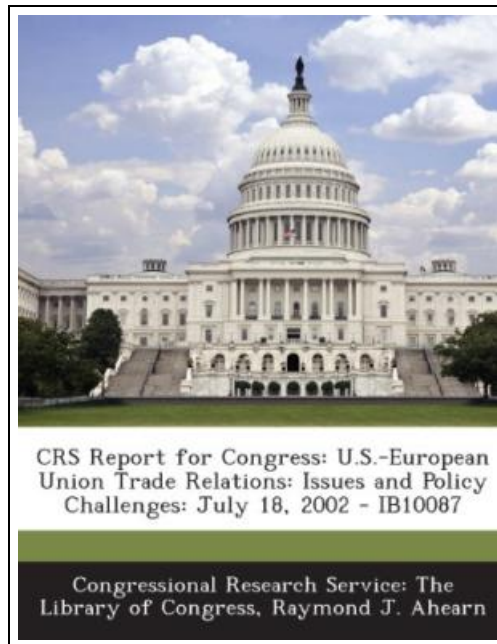 CRS Report for Congress: U.S.-European
Union Trade Relations: Issues and Policy
Challenges: July 18, 2002 - IB10087
Congressional Research Service: The
Library of Congress, Raymond J. Ahearn